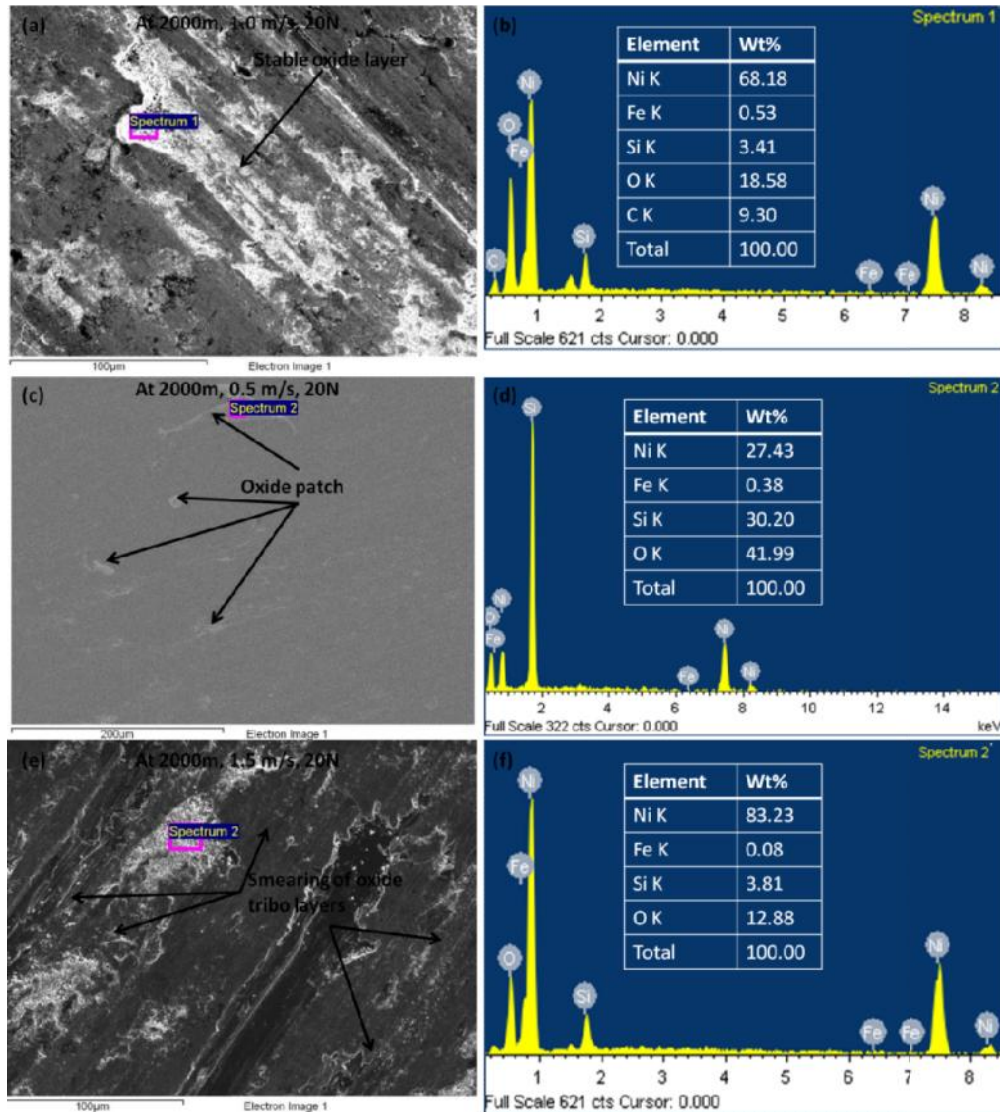 (a) At 2000m, 1.0 m/s, 20N
Stable oxide layer
Spectrum 1
100µm Electron Image 1
(b) Spectrum 1
Element Wt%
Ni K 68.18
Fe K 0.53
Si K 3.41
O K 18.58
C K 9.30
Total 100.00
Ni
O
Fe
Si
C
Ni
Fe Fe Ni
1 2 3 4 5 6 7 8
Full Scale 621 cts Cursor: 0.000
(c) At 2000m, 0.5 m/s, 20N
Spectrum 2
Oxide patch
200µm Electron Image 1
(d) Spectrum 2
Element Wt%
Ni K 27.43
Fe K 0.38
Si K 30.20
O K 41.99
Total 100.00
Si
Ni
O
Fe
Ni
Fe Ni
2 4 6 8 10 12 14
Full Scale 322 cts Cursor: 0.000 keV
(e) At 2000m, 1.5 m/s, 20N
Spectrum 2
Smearing of oxide
tribo layers
100µm Electron Image 1
(f) Spectrum 2
Element Wt%
Ni K 83.23
Fe K 0.08
Si K 3.81
O K 12.88
Total 100.00
Ni
Fe
O
Si
Ni
Fe Fe Ni
1 2 3 4 5 6 7 8
Full Scale 621 cts Cursor: 0.000